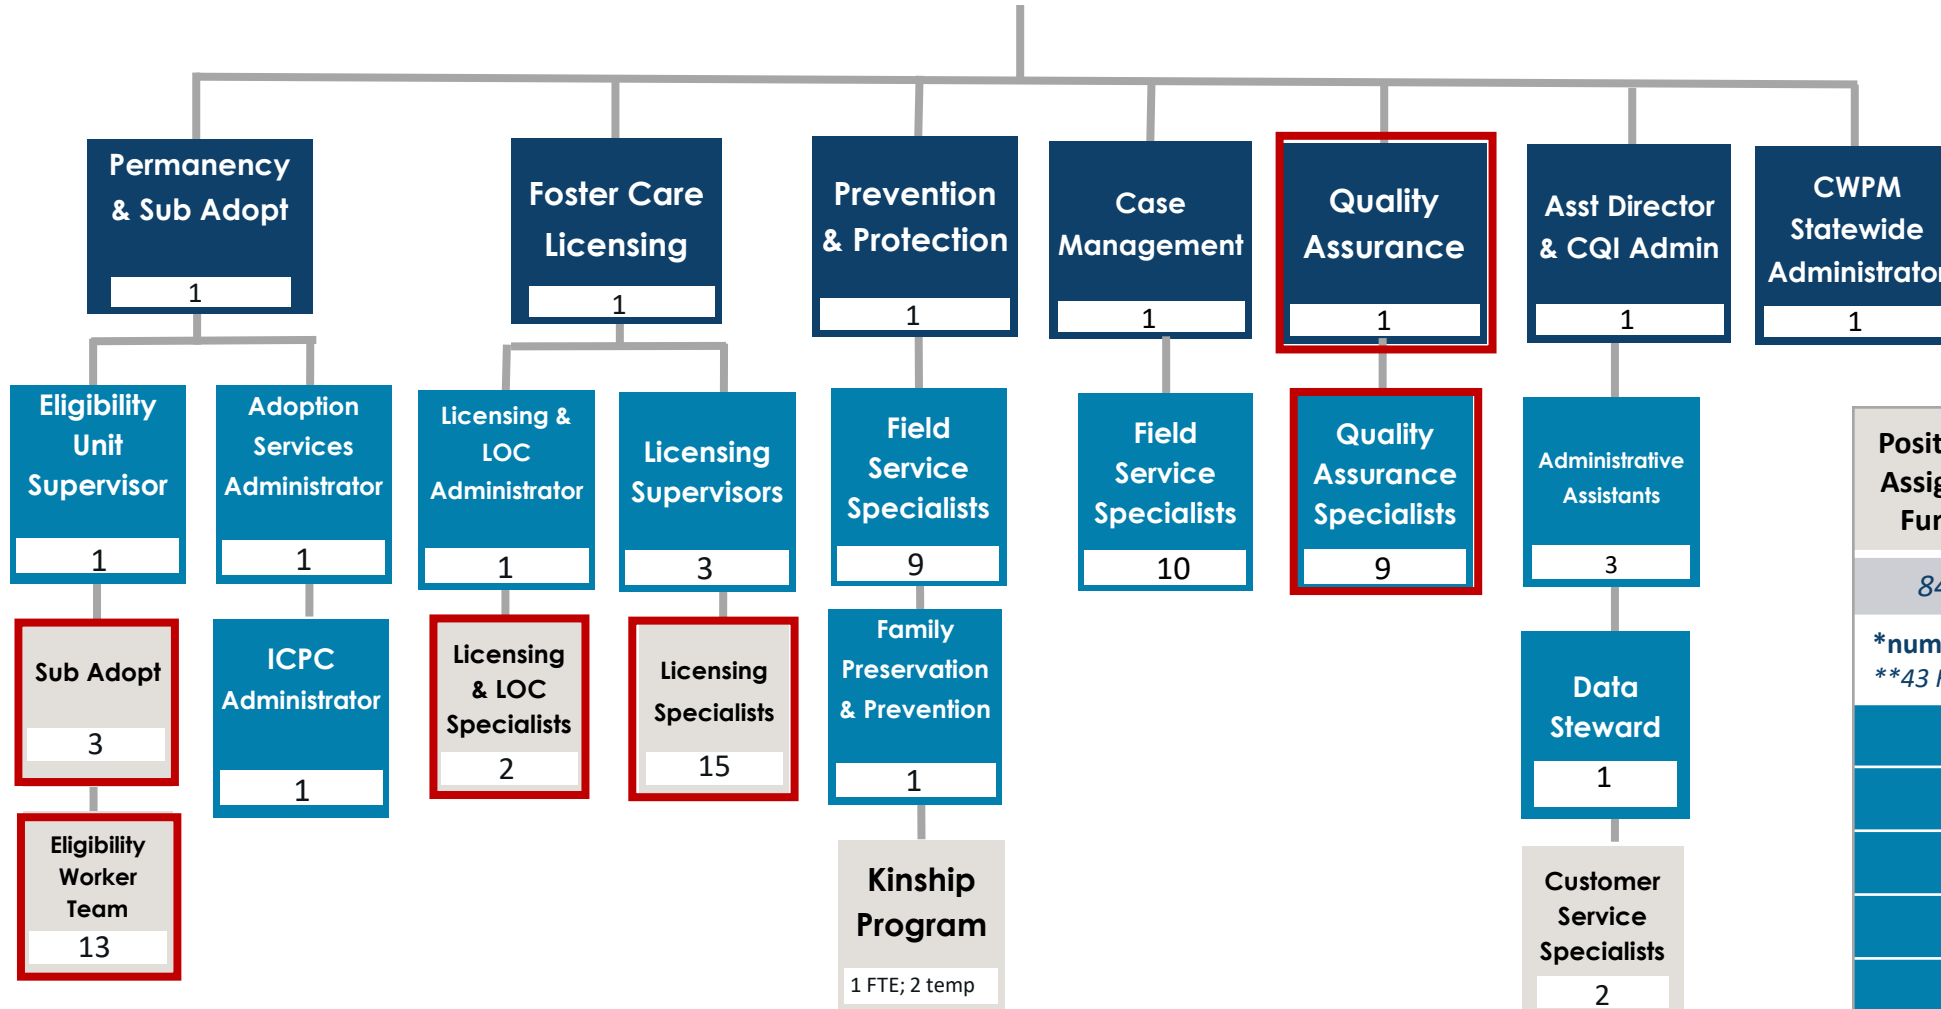 Permanency
& Sub Adopt
1
Foster Care
Licensing
1
Prevention
& Protection
1
Case
Management
1
Quality
Assurance
1
Asst Director
& CQI Admin
1
CWPM
Statewide
Administrator
1
Eligibility
Unit
Supervisor
1
Adoption
Services
Administrator
1
Licensing &
LOC
Administrator
1
Licensing
Supervisors
3
Field
Service
Specialists
9
Field
Service
Specialists
10
Quality
Assurance
Specialists
9
Administrative
Assistants
3
Sub Adopt
3
ICPC
Administrator
1
Licensing
& LOC
Specialists
2
Licensing
Specialists
15
Family
Preservation
& Prevention
1
Data
Steward
1
Eligibility
Worker
Team
13
Kinship
Program
1 FTE; 2 temp
Customer
Service
Specialists
2
84
*num
**43